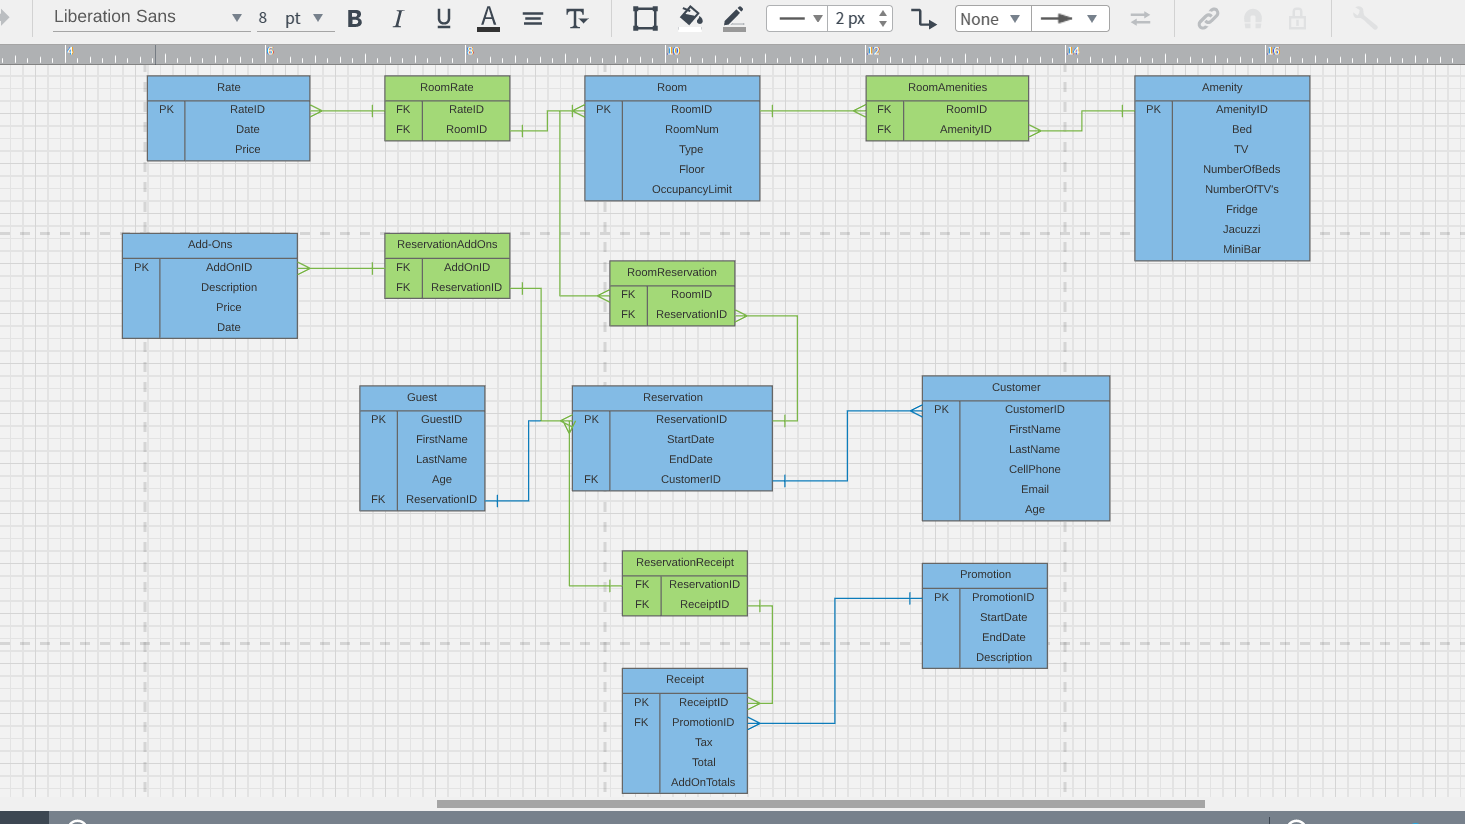 Liberation Sans 8 pt B I U A T 2 px None
4 6 8 10 12 14 16
Rate
PK RateID
Date
Price
RoomRate
FK RateID
FK RoomID
Room
PK RoomID
RoomNum
Type
Floor
OccupancyLimit
RoomAmenities
FK RoomID
FK AmenityID
Amenity
PK AmenityID
Bed
TV
NumberOfBeds
NumberOfTV's
Fridge
Jacuzzi
MiniBar
Add-Ons
PK AddOnID
Description
Price
Date
ReservationAddOns
FK AddOnID
FK ReservationID
RoomReservation
FK RoomID
FK ReservationID
Guest
PK GuestID
FirstName
LastName
Age
FK ReservationID
Reservation
PK ReservationID
StartDate
EndDate
FK CustomerID
Customer
PK CustomerID
FirstName
LastName
CellPhone
Email
Age
ReservationReceipt
FK ReservationID
FK ReceiptID
Promotion
PK PromotionID
StartDate
EndDate
Description
Receipt
PK ReceiptID
FK PromotionID
Tax
Total
AddOnTotals